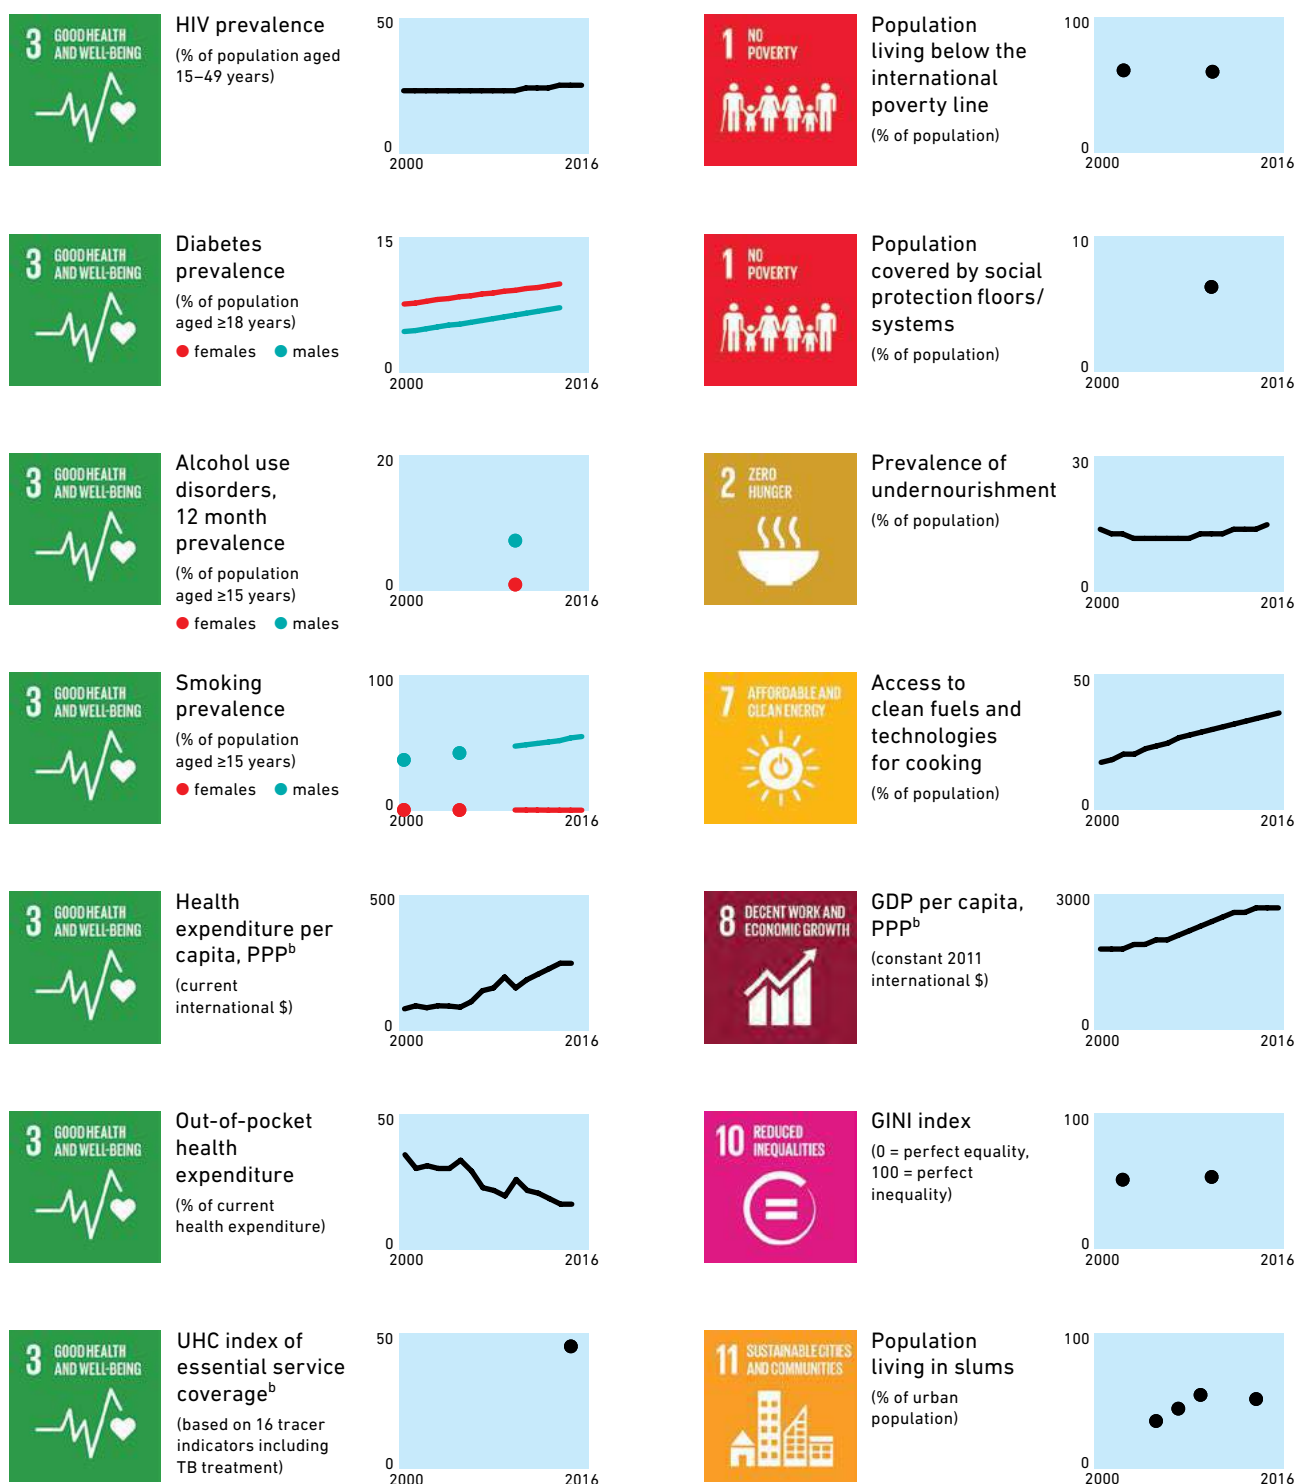 3 GOOD HEALTH
AND WELL-BEING
HIV prevalence
(% of population aged
15–49 years)
50
0
2000 2016
3 GOOD HEALTH
AND WELL-BEING
Diabetes
prevalence
(% of population
aged ≥18 years)
females males
15
0
2000 2016
3 GOOD HEALTH
AND WELL-BEING
Alcohol use
disorders,
12 month
prevalence
(% of population
aged ≥15 years)
females males
20
0
2000 2016
3 GOOD HEALTH
AND WELL-BEING
Smoking
prevalence
(% of population
aged ≥15 years)
females males
100
0
2000 2016
3 GOOD HEALTH
AND WELL-BEING
Health
expenditure per
capita, PPPᵇ
(current
international $)
500
0
2000 2016
3 GOOD HEALTH
AND WELL-BEING
Out-of-pocket
health
expenditure
(% of current
health expenditure)
50
0
2000 2016
3 GOOD HEALTH
AND WELL-BEING
UHC index of
essential service
coverageᵇ
(based on 16 tracer
indicators including
TB treatment)
50
0
2000 2016
1 NO
POVERTY
Population
living below the
international
poverty line
(% of population)
100
0
2000 2016
1 NO
POVERTY
Population
covered by social
protection floors/
systems
(% of population)
10
0
2000 2016
2 ZERO
HUNGER
Prevalence of
undernourishment
(% of population)
30
0
2000 2016
7 AFFORDABLE AND
CLEAN ENERGY
Access to
clean fuels and
technologies
for cooking
(% of population)
50
0
2000 2016
8 DECENT WORK AND
ECONOMIC GROWTH
GDP per capita,
PPPᵇ
(constant 2011
international $)
3000
0
2000 2016
10 REDUCED
INEQUALITIES
GINI index
(0 = perfect equality,
100 = perfect
inequality)
100
0
2000 2016
11 SUSTAINABLE CITIES
AND COMMUNITIES
Population
living in slums
(% of urban
population)
100
0
2000 2016